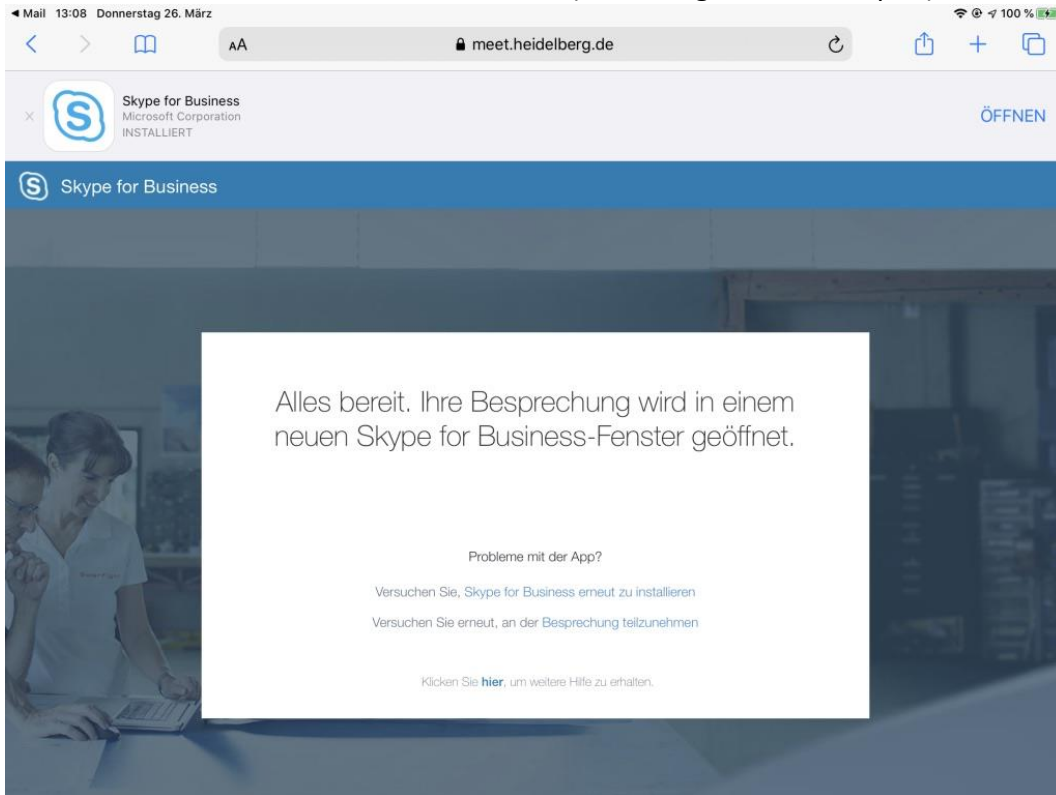 Mail 13:08 Donnerstag 26. März 100 %
AA meet.heidelberg.de
Skype for Business
Microsoft Corporation
INSTALLIERT
ÖFFNEN
S Skype for Business
Alles bereit. Ihre Besprechung wird in einem
neuen Skype for Business-Fenster geöffnet.
Probleme mit der App?
Versuchen Sie, Skype for Business erneut zu installieren
Versuchen Sie erneut, an der Besprechung teilzunehmen
Klicken Sie hier, um weitere Hilfe zu erhalten.